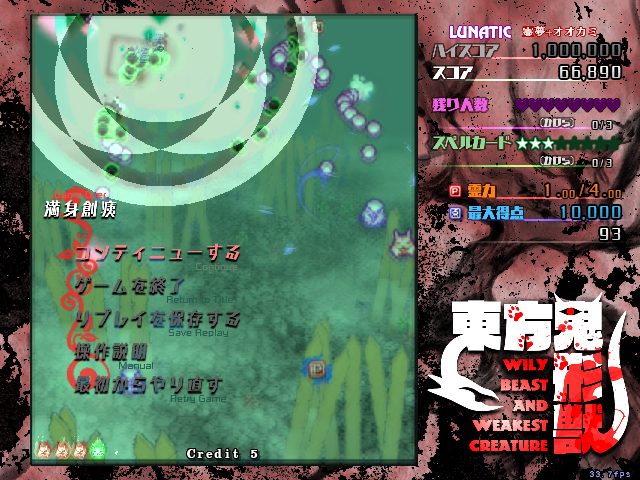 LUNATIC 霊夢+オオカミ
ハイスコア 1,000,000
スコア 66,890
残り人数
(かけら) 0/3
スペルカード
(かけら) 0/3
P 霊力 1.00/4.00
最大得点 10,000
93
満身創痍
コンティニューする
Continue
ゲームを終了
Return to Title
リプレイを保存する
Save Replay
操作説明
Manual
最初からやり直す
Retry Game
P
P
Credit 5
東方鬼形獣
WILY
BEAST
AND
WEAKEST
CREATURE
33.7fps